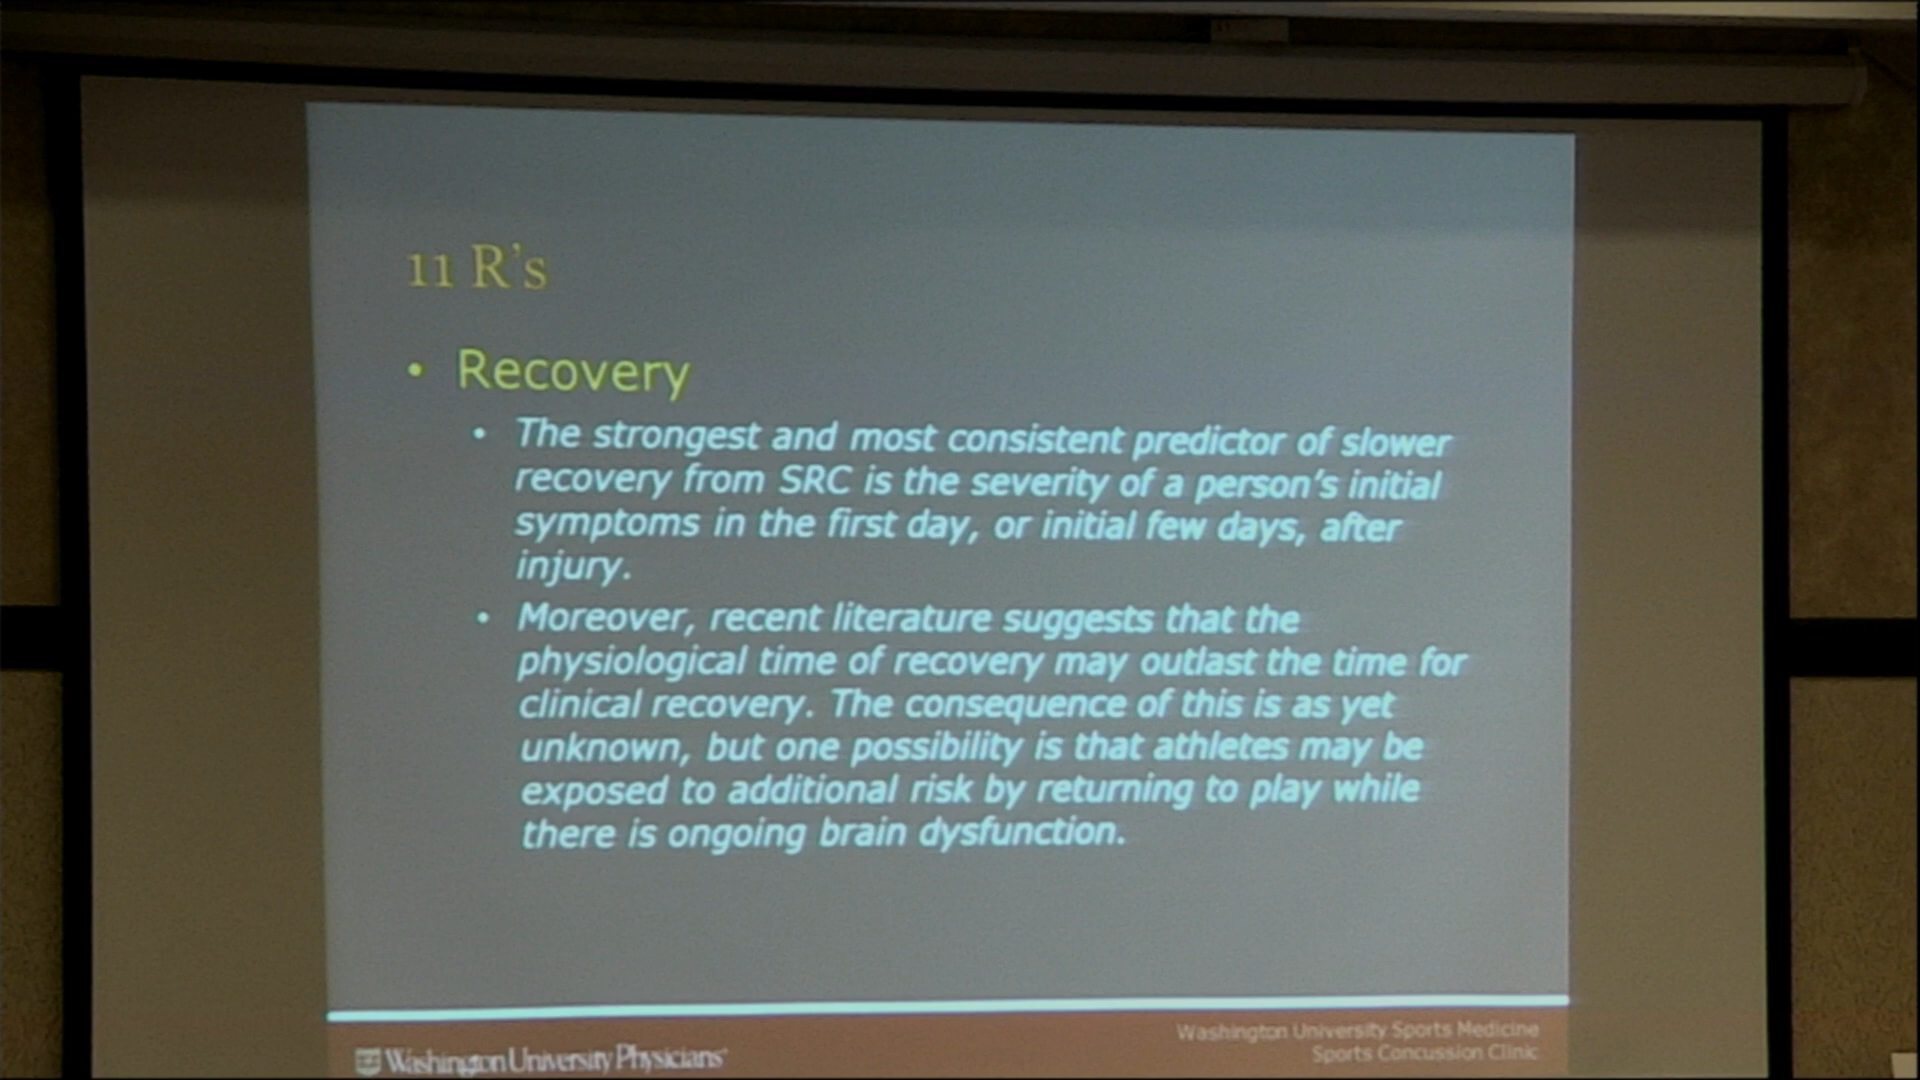 11 R's
• Recovery
• The strongest and most consistent predictor of slower
recovery from SRC is the severity of a person's initial
symptoms in the first day, or initial few days, after
injury.
• Moreover, recent literature suggests that the
physiological time of recovery may outlast the time for
clinical recovery. The consequence of this is as yet
unknown, but one possibility is that athletes may be
exposed to additional risk by returning to play while
there is ongoing brain dysfunction.
Washington University Sports Medicine
Sports Concussion Clinic
Washington University Physicians